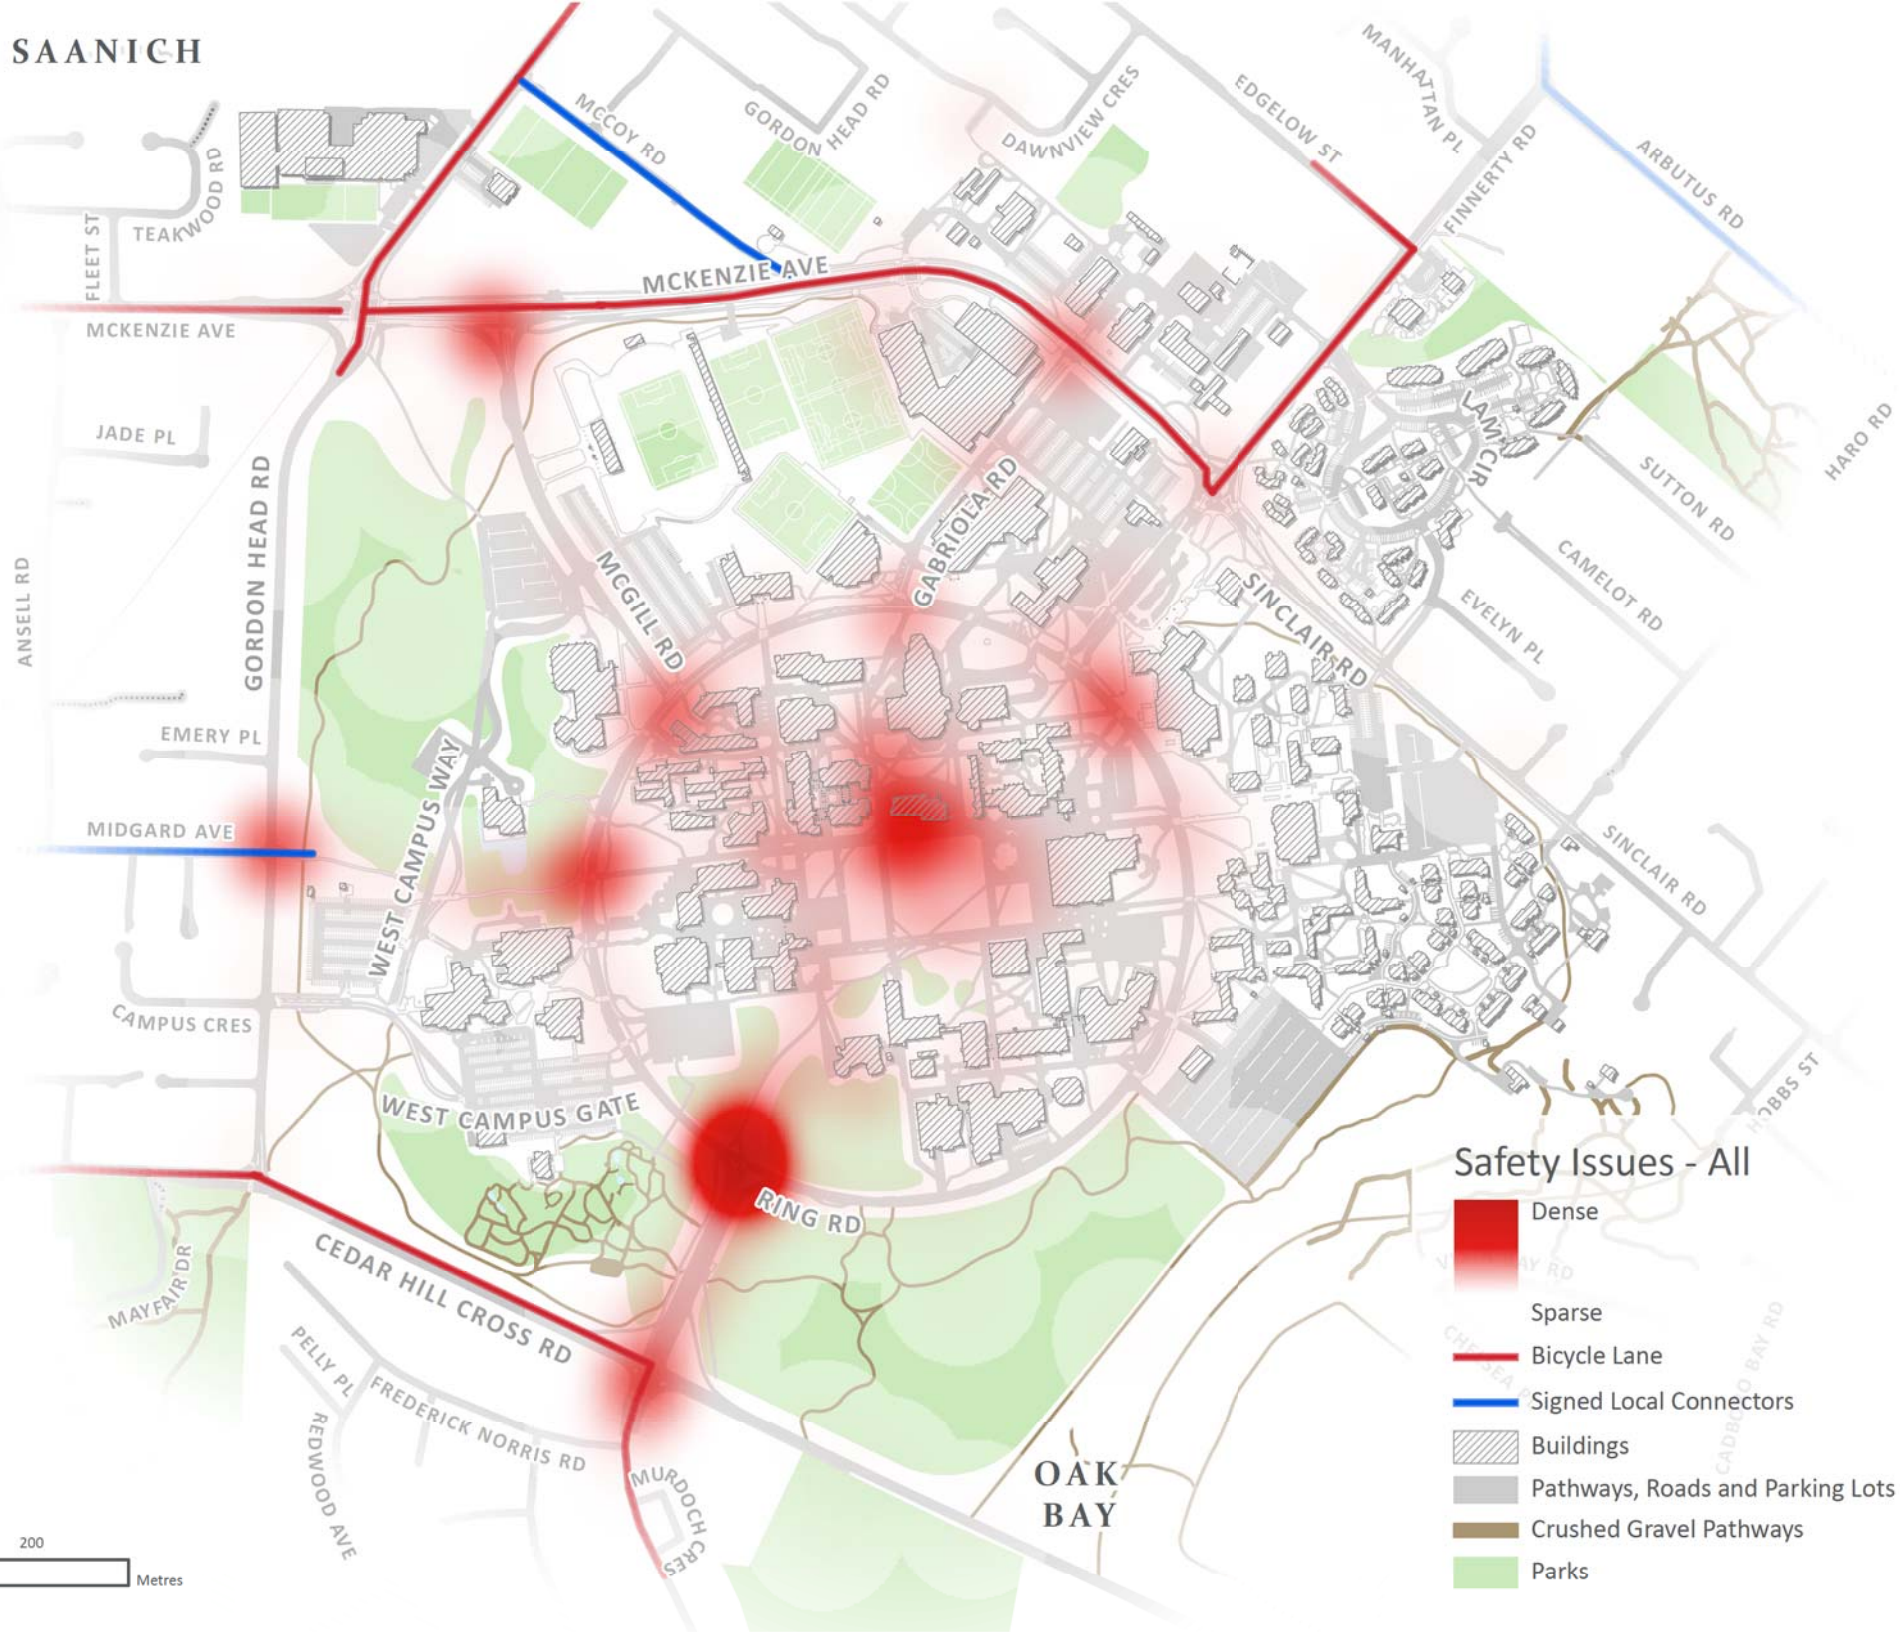 SAANICH
MCCOY RD
GORDON HEAD RD
DAWNVIEW CRES
EDGELOW ST
MANHATTAN PL
FINNERTY RD
ARBUTUS RD
TEAKWOOD RD
FLEET ST
MCKENZIE AVE
MCKENZIE AVE
JADE PL
GORDON HEAD RD
ANSELL RD
MCGILL RD
GABRIOLA RD
LAM CIR
HARO RD
SUTTON RD
CAMELOT RD
EVELYN PL
SINCLAIR RD
EMERY PL
WEST CAMPUS WAY
MIDGARD AVE
SINCLAIR RD
CAMPUS CRES
WEST CAMPUS GATE
HOBBS ST
RING RD
MAYFAIR DR
CEDAR HILL CROSS RD
PELLY PL
FREDERICK NORRIS RD
REDWOOD AVE
MURDOCH CRES
OAK
BAY
CADBORO BAY RD
Safety Issues - All
Dense
Sparse
Bicycle Lane
Signed Local Connectors
Buildings
Pathways, Roads and Parking Lots
Crushed Gravel Pathways
Parks
200
Metres